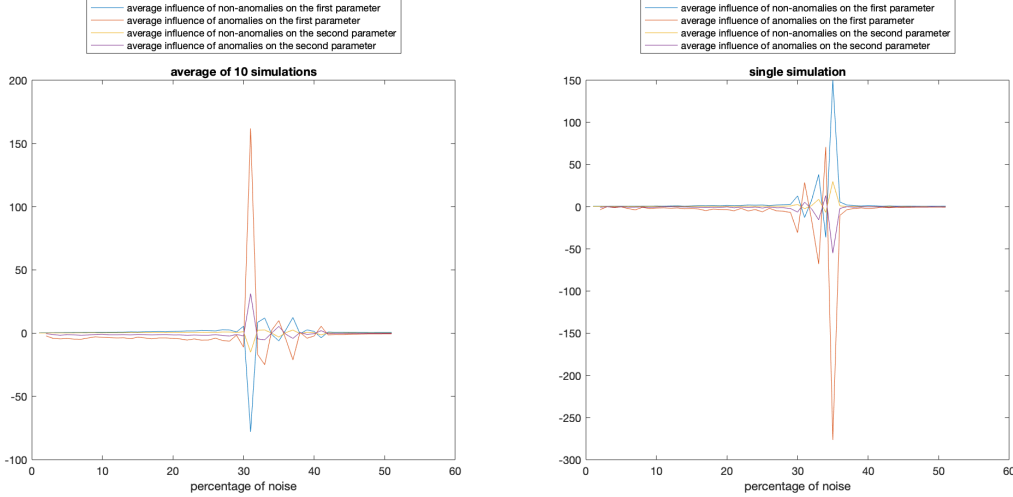 average influence of non-anomalies on the first parameter
average influence of anomalies on the first parameter
average influence of non-anomalies on the second parameter
average influence of anomalies on the second parameter
average of 10 simulations
200
150
100
50
0
-50
-100
0 10 20 30 40 50 60
percentage of noise
average influence of non-anomalies on the first parameter
average influence of anomalies on the first parameter
average influence of non-anomalies on the second parameter
average influence of anomalies on the second parameter
single simulation
150
100
50
0
-50
-100
-150
-200
-250
-300
0 10 20 30 40 50 60
percentage of noise